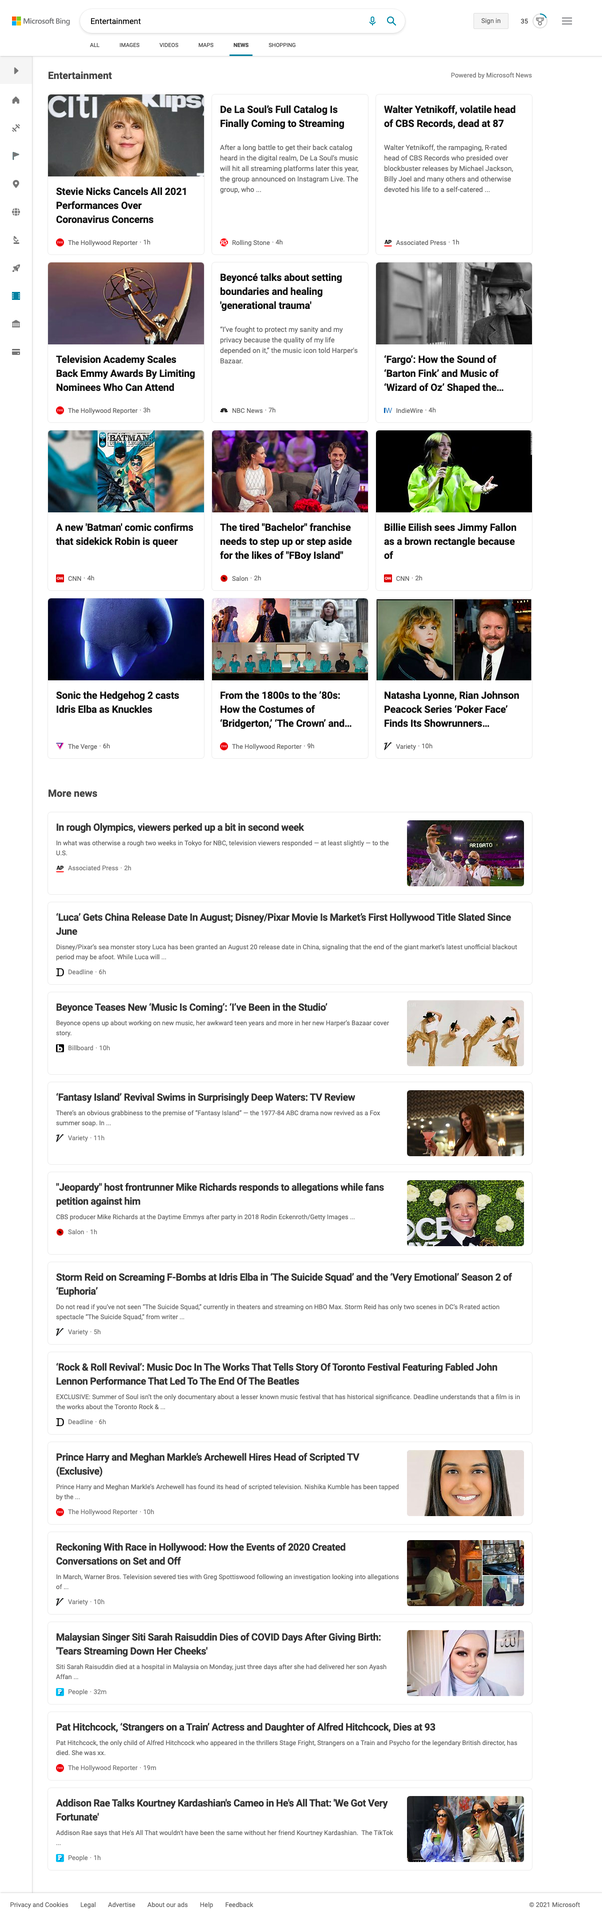 Microsoft Bing
Entertainment
Sign in
35
ALL IMAGES VIDEOS MAPS NEWS SHOPPING
Entertainment
Powered by Microsoft News
citi Klips
Stevie Nicks Cancels All 2021
Performances Over
Coronavirus Concerns
The Hollywood Reporter · 1h
De La Soul's Full Catalog Is
Finally Coming to Streaming
After a long battle to get their back catalog
heard in the digital realm, De La Soul's music
will hit all streaming platforms later this year,
the group announced on Instagram Live. The
group, who ...
Rolling Stone · 4h
Walter Yetnikoff, volatile head
of CBS Records, dead at 87
Walter Yetnikoff, the rampaging, R-rated
head of CBS Records who presided over
blockbuster releases by Michael Jackson,
Billy Joel and many others and otherwise
devoted his life to a self-catered ...
AP Associated Press · 1h
Television Academy Scales
Back Emmy Awards By Limiting
Nominees Who Can Attend
The Hollywood Reporter · 3h
Beyoncé talks about setting
boundaries and healing
'generational trauma'
"I've fought to protect my sanity and my
privacy because the quality of my life
depended on it," the music icon told Harper's
Bazaar.
NBC News · 7h
'Fargo': How the Sound of
'Barton Fink' and Music of
'Wizard of Oz' Shaped the...
IW IndieWire · 4h
BATMAN:
A new 'Batman' comic confirms
that sidekick Robin is queer
CNN · 4h
The tired "Bachelor" franchise
needs to step up or step aside
for the likes of "FBoy Island"
Salon · 2h
Billie Eilish sees Jimmy Fallon
as a brown rectangle because
of
CNN · 2h
Sonic the Hedgehog 2 casts
Idris Elba as Knuckles
The Verge · 6h
From the 1800s to the '80s:
How the Costumes of
'Bridgerton,' 'The Crown' and...
The Hollywood Reporter · 9h
Natasha Lyonne, Rian Johnson
Peacock Series 'Poker Face'
Finds Its Showrunners...
Variety · 10h
More news
In rough Olympics, viewers perked up a bit in second week
In what was otherwise a rough two weeks in Tokyo for NBC, television viewers responded — at least slightly — to the
U.S.
AP Associated Press · 2h
ARIGATO
'Luca' Gets China Release Date In August; Disney/Pixar Movie Is Market's First Hollywood Title Slated Since
June
Disney/Pixar's sea monster story Luca has been granted an August 20 release date in China, signaling that the end of the giant market's latest unofficial blackout
period may be afoot. While Luca will ...
D Deadline · 6h
Beyonce Teases New 'Music Is Coming': 'I've Been in the Studio'
Beyonce opens up about working on new music, her awkward teen years and more in her new Harper's Bazaar cover
story.
b Billboard · 10h
'Fantasy Island' Revival Swims in Surprisingly Deep Waters: TV Review
There's an obvious grabbiness to the premise of "Fantasy Island" — the 1977-84 ABC drama now revived as a Fox
summer soap. In ...
Variety · 11h
"Jeopardy" host frontrunner Mike Richards responds to allegations while fans
petition against him
CBS producer Mike Richards at the Daytime Emmys after party in 2018 Rodin Eckenroth/Getty Images ...
Salon · 1h
Storm Reid on Screaming F-Bombs at Idris Elba in 'The Suicide Squad' and the 'Very Emotional' Season 2 of
'Euphoria'
Do not read if you've not seen "The Suicide Squad," currently in theaters and streaming on HBO Max. Storm Reid has only two scenes in DC's R-rated action
spectacle "The Suicide Squad," from writer ...
Variety · 5h
'Rock & Roll Revival': Music Doc In The Works That Tells Story Of Toronto Festival Featuring Fabled John
Lennon Performance That Led To The End Of The Beatles
EXCLUSIVE: Summer of Soul isn't the only documentary about a lesser known music festival that has historical significance. Deadline understands that a film is in
the works about the Toronto Rock & ...
D Deadline · 6h
Prince Harry and Meghan Markle's Archewell Hires Head of Scripted TV
(Exclusive)
Prince Harry and Meghan Markle's Archewell has found its head of scripted television. Nishika Kumble has been tapped
by the ...
The Hollywood Reporter · 10h
Reckoning With Race in Hollywood: How the Events of 2020 Created
Conversations on Set and Off
In March, Warner Bros. Television severed ties with Greg Spottiswood following an investigation looking into allegations
of ...
Variety · 10h
Malaysian Singer Siti Sarah Raisuddin Dies of COVID Days After Giving Birth:
'Tears Streaming Down Her Cheeks'
Siti Sarah Raisuddin died at a hospital in Malaysia on Monday, just three days after she had delivered her son Ayash
Affan ...
P People · 32m
Pat Hitchcock, 'Strangers on a Train' Actress and Daughter of Alfred Hitchcock, Dies at 93
Pat Hitchcock, the only child of Alfred Hitchcock who appeared in the thrillers Stage Fright, Strangers on a Train and Psycho for the legendary British director, has
died. She was xx.
The Hollywood Reporter · 19m
Addison Rae Talks Kourtney Kardashian's Cameo in He's All That: 'We Got Very
Fortunate'
Addison Rae says that He's All That wouldn't have been the same without her friend Kourtney Kardashian. The TikTok
...
P People · 1h
Privacy and Cookies Legal Advertise About our ads Help Feedback
© 2021 Microsoft